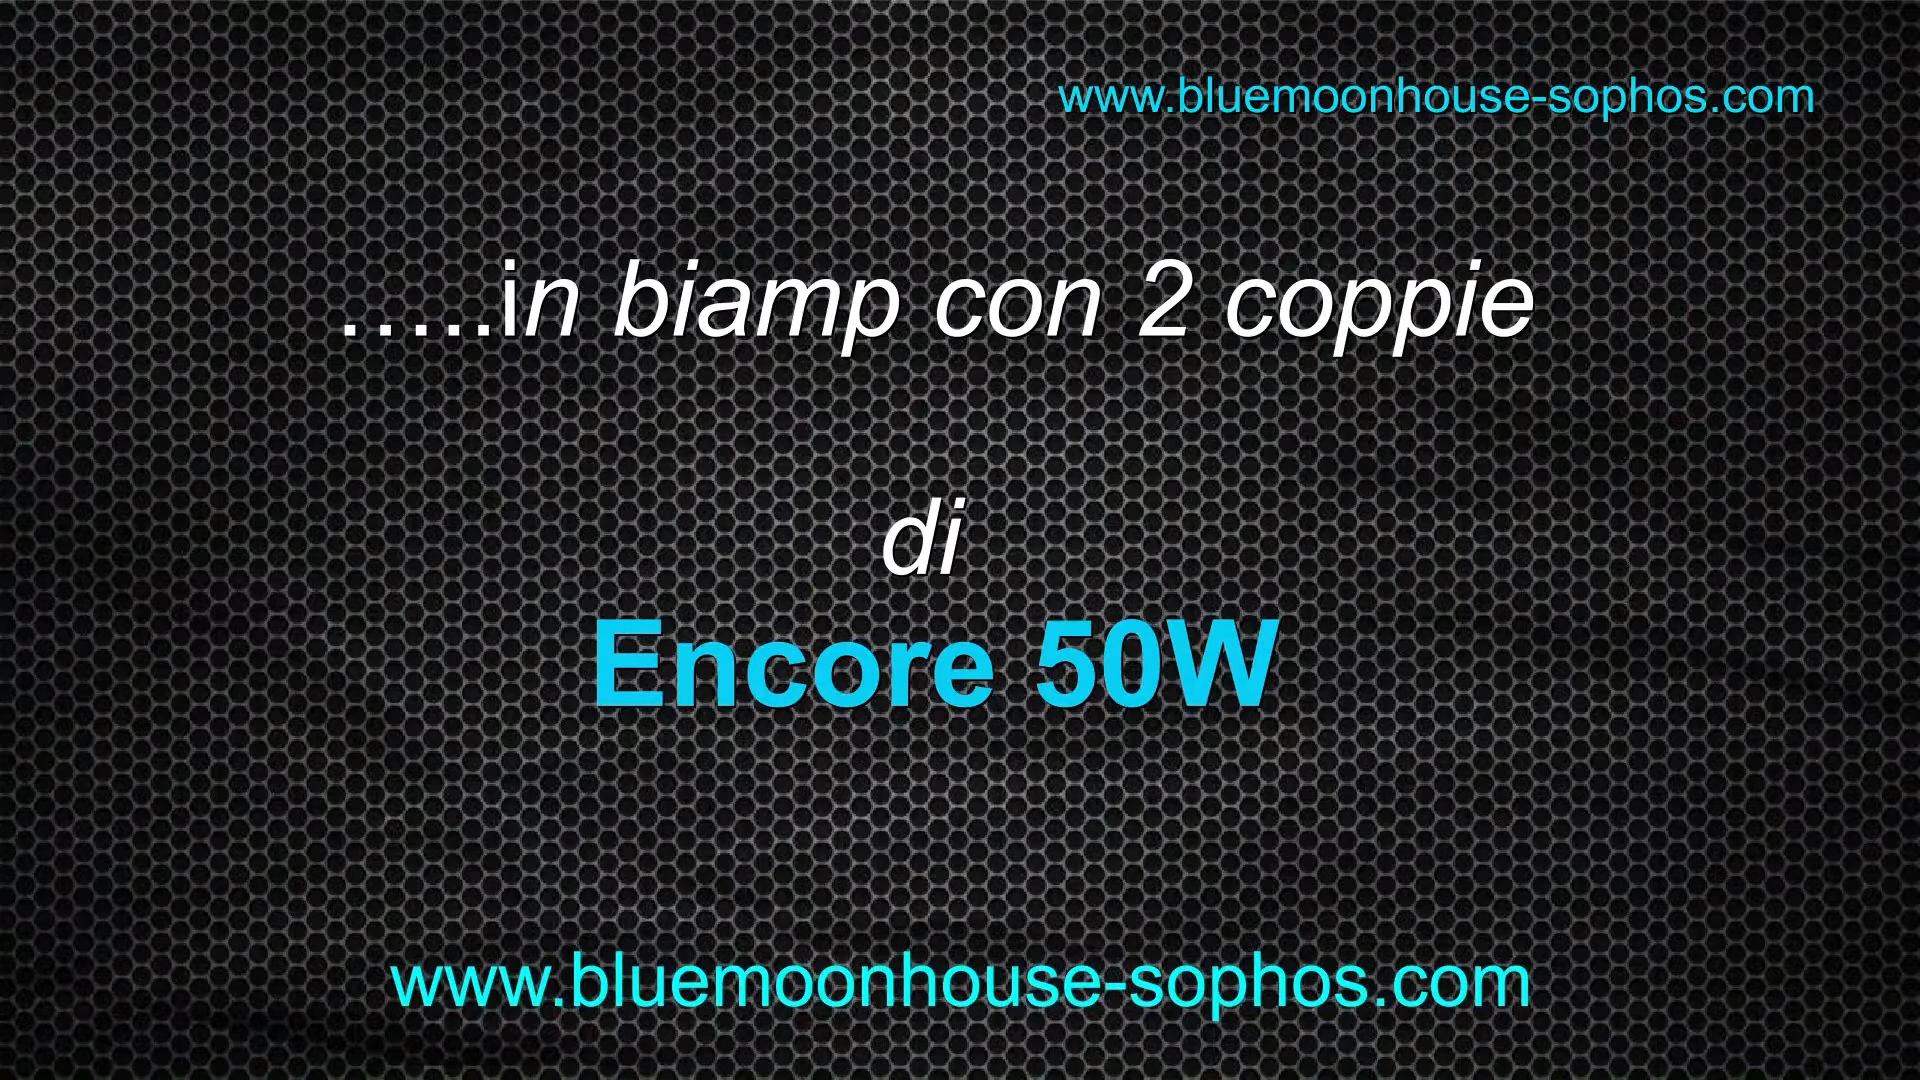 www.bluemoonhouse-sophos.com
…..in biamp con 2 coppie
di
Encore 50W
www.bluemoonhouse-sophos.com